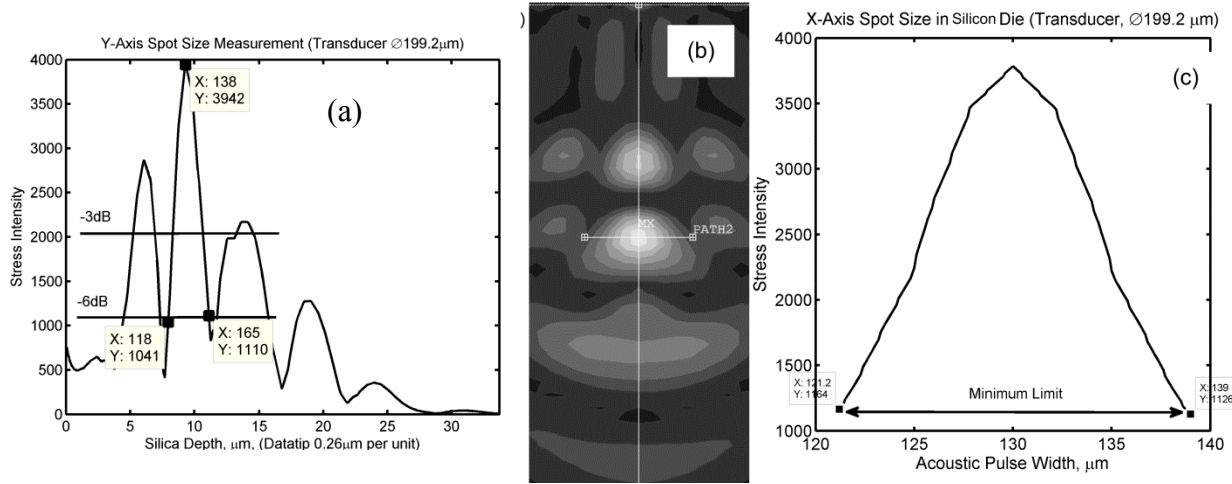 Y-Axis Spot Size Measurement (Transducer ∅199.2μm)
4000
3500
3000
2500
2000
1500
1000
500
0
Stress Intensity
X: 138
Y: 3942
(a)
-3dB
-6dB
X: 118
Y: 1041
X: 165
Y: 1110
0 5 10 15 20 25 30
Silica Depth, μm, (Datatip 0.26μm per unit)
)
(b)
MX
PATH2
X-Axis Spot Size in Silicon Die (Transducer, ∅199.2 μm)
4000
3500
3000
2500
2000
1500
1000
Stress Intensity
(c)
X: 121.2
Y: 1164
Minimum Limit
X: 139
Y: 1126
120 125 130 135 140
Acoustic Pulse Width, μm